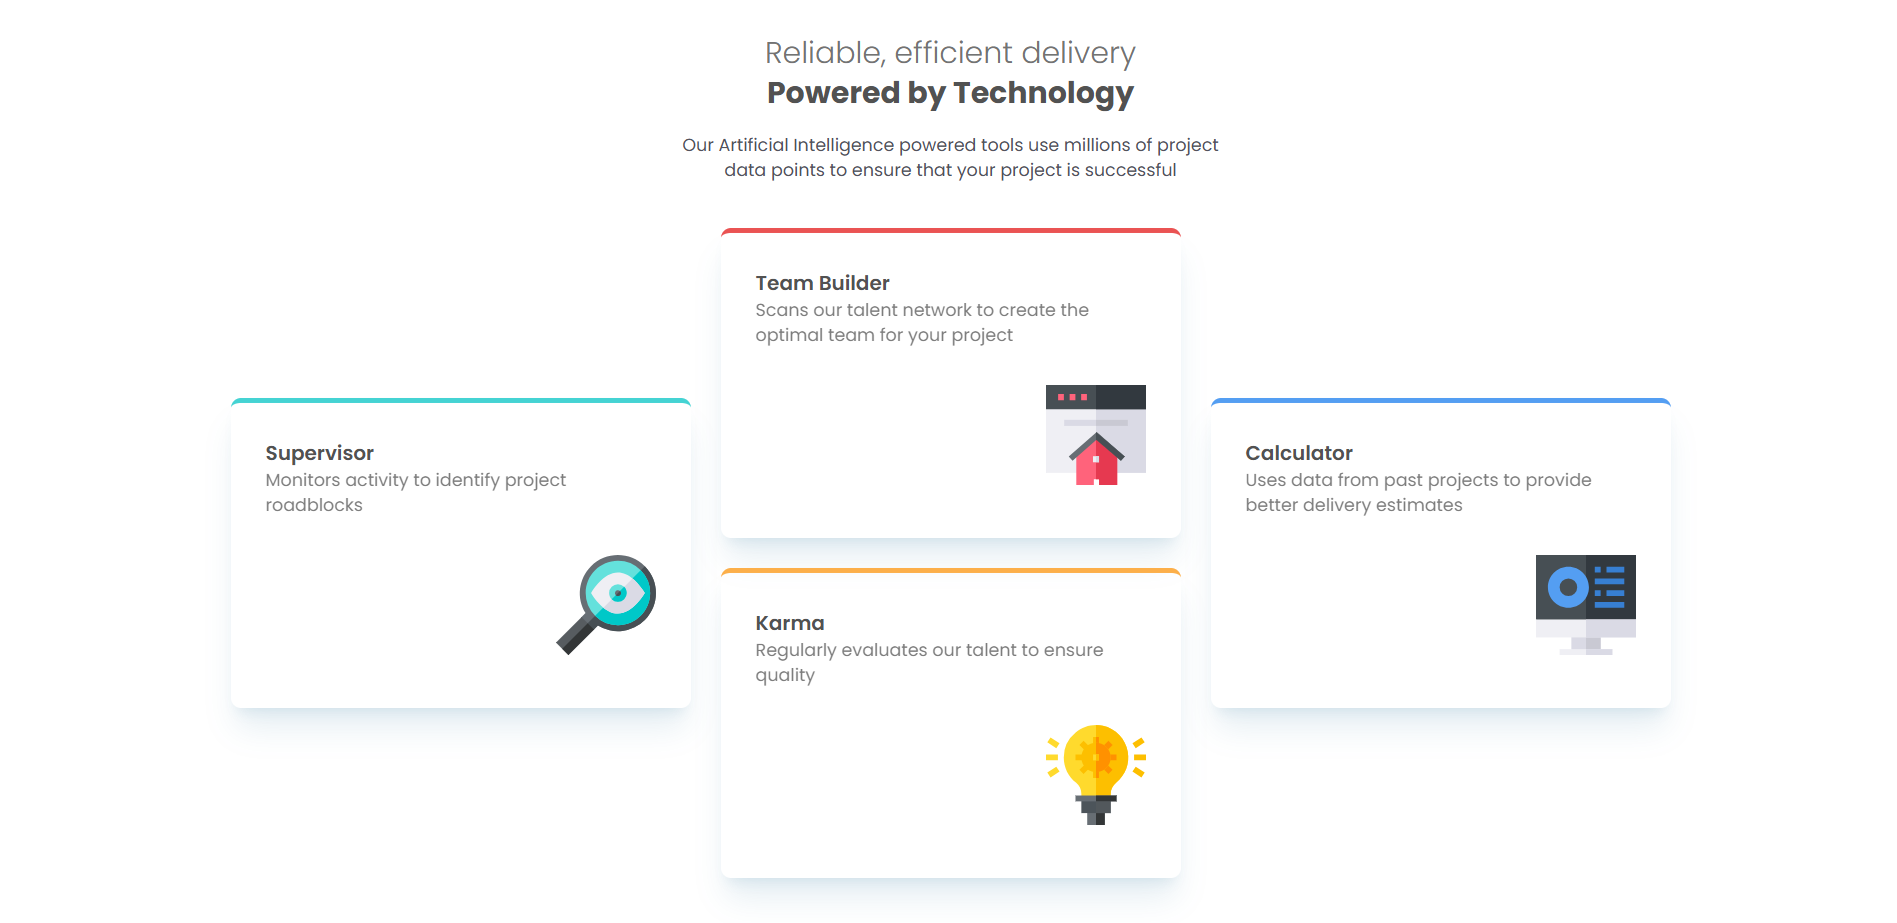 Reliable, efficient delivery
Powered by Technology
Our Artificial Intelligence powered tools use millions of project
data points to ensure that your project is successful
Supervisor
Monitors activity to identify project
roadblocks
Team Builder
Scans our talent network to create the
optimal team for your project
Karma
Regularly evaluates our talent to ensure
quality
Calculator
Uses data from past projects to provide
better delivery estimates